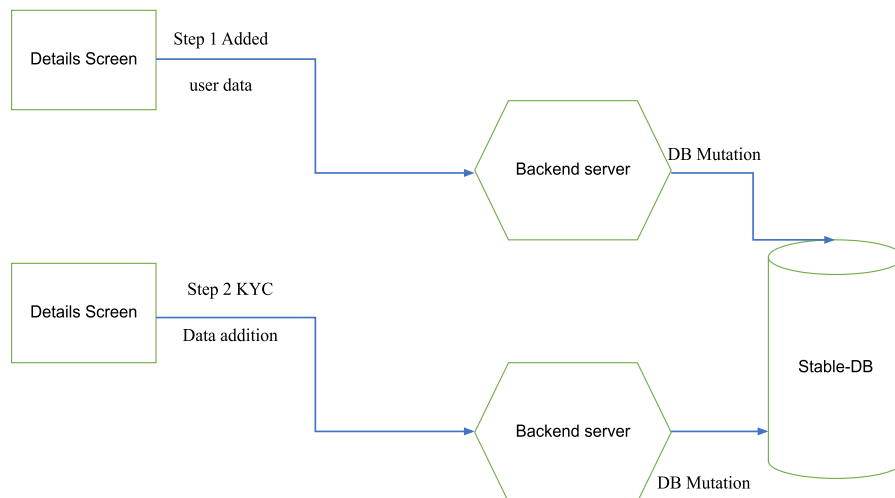 Details Screen
Step 1 Added
user data
Backend server
DB Mutation
Details Screen
Step 2 KYC
Data addition
Backend server
DB Mutation
Stable-DB